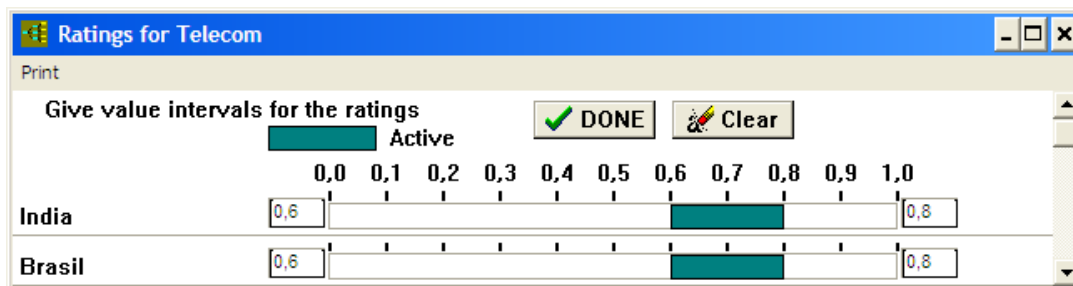 Ratings for Telecom
Print
Give value intervals for the ratings
DONE
Clear
Active
0,0 0,1 0,2 0,3 0,4 0,5 0,6 0,7 0,8 0,9 1,0
India 0,6 0,8
Brasil 0,6 0,8